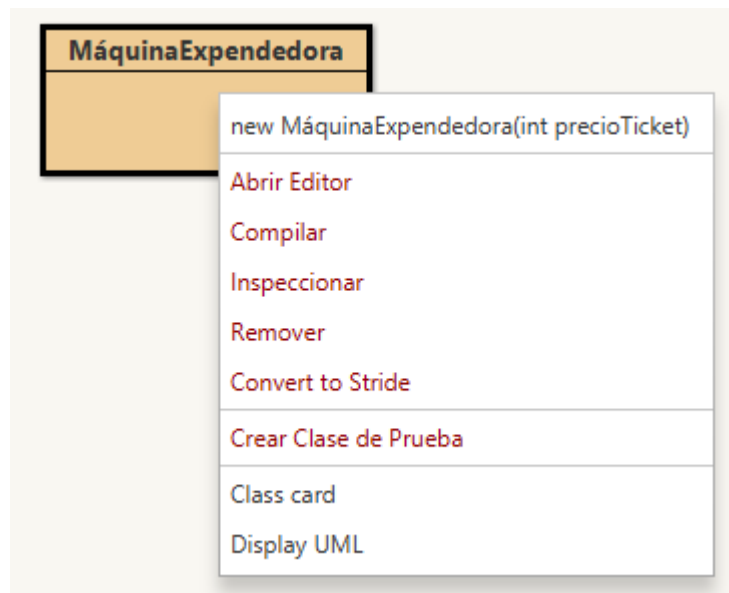 MáquinaExpendedora
new MáquinaExpendedora(int precioTicket)
Abrir Editor
Compilar
Inspeccionar
Remover
Convert to Stride
Crear Clase de Prueba
Class card
Display UML